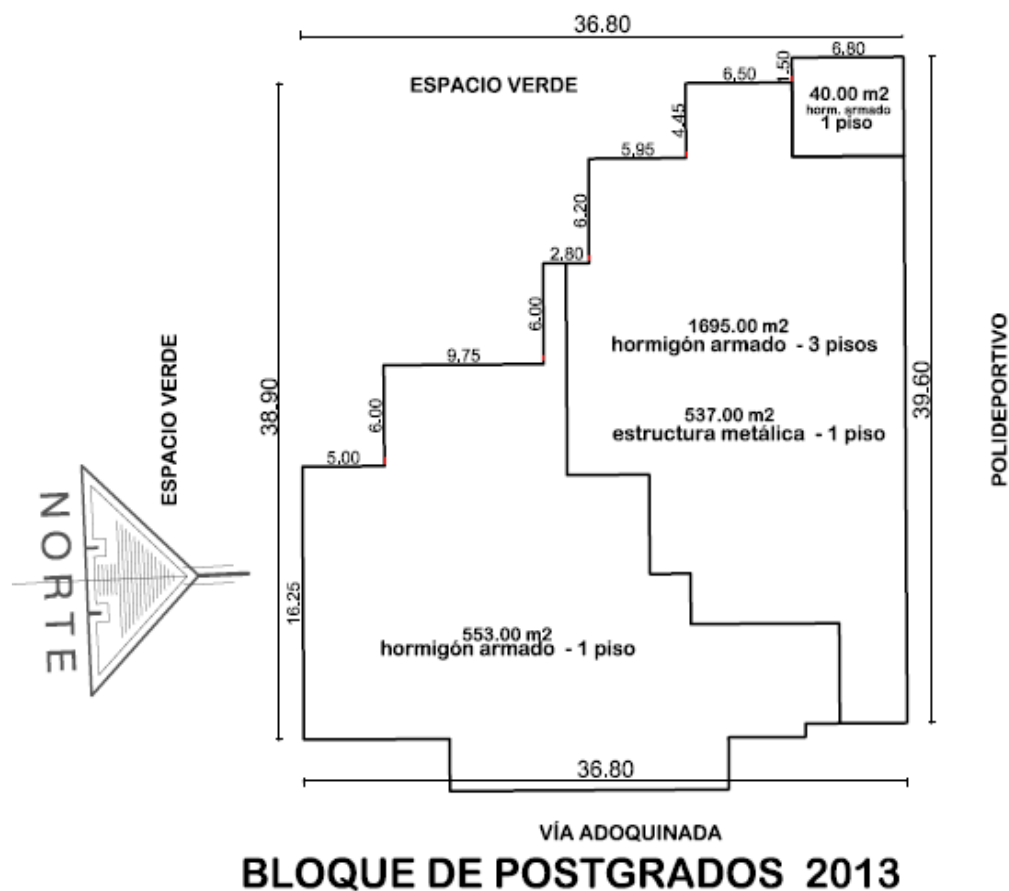 36.80
6,80
1.50
6,50
ESPACIO VERDE
40.00 m2
horm. armado
1 piso
4.45
5,95
6.20
2,80
6.00
9,75
6.00
5,00
38.90
ESPACIO VERDE
1695.00 m2
hormigón armado - 3 pisos
537.00 m2
estructura metálica - 1 piso
39.60
POLIDEPORTIVO
NORTE
16.25
553.00 m2
hormigón armado - 1 piso
36.80
VÍA ADOQUINADA
BLOQUE DE POSTGRADOS 2013